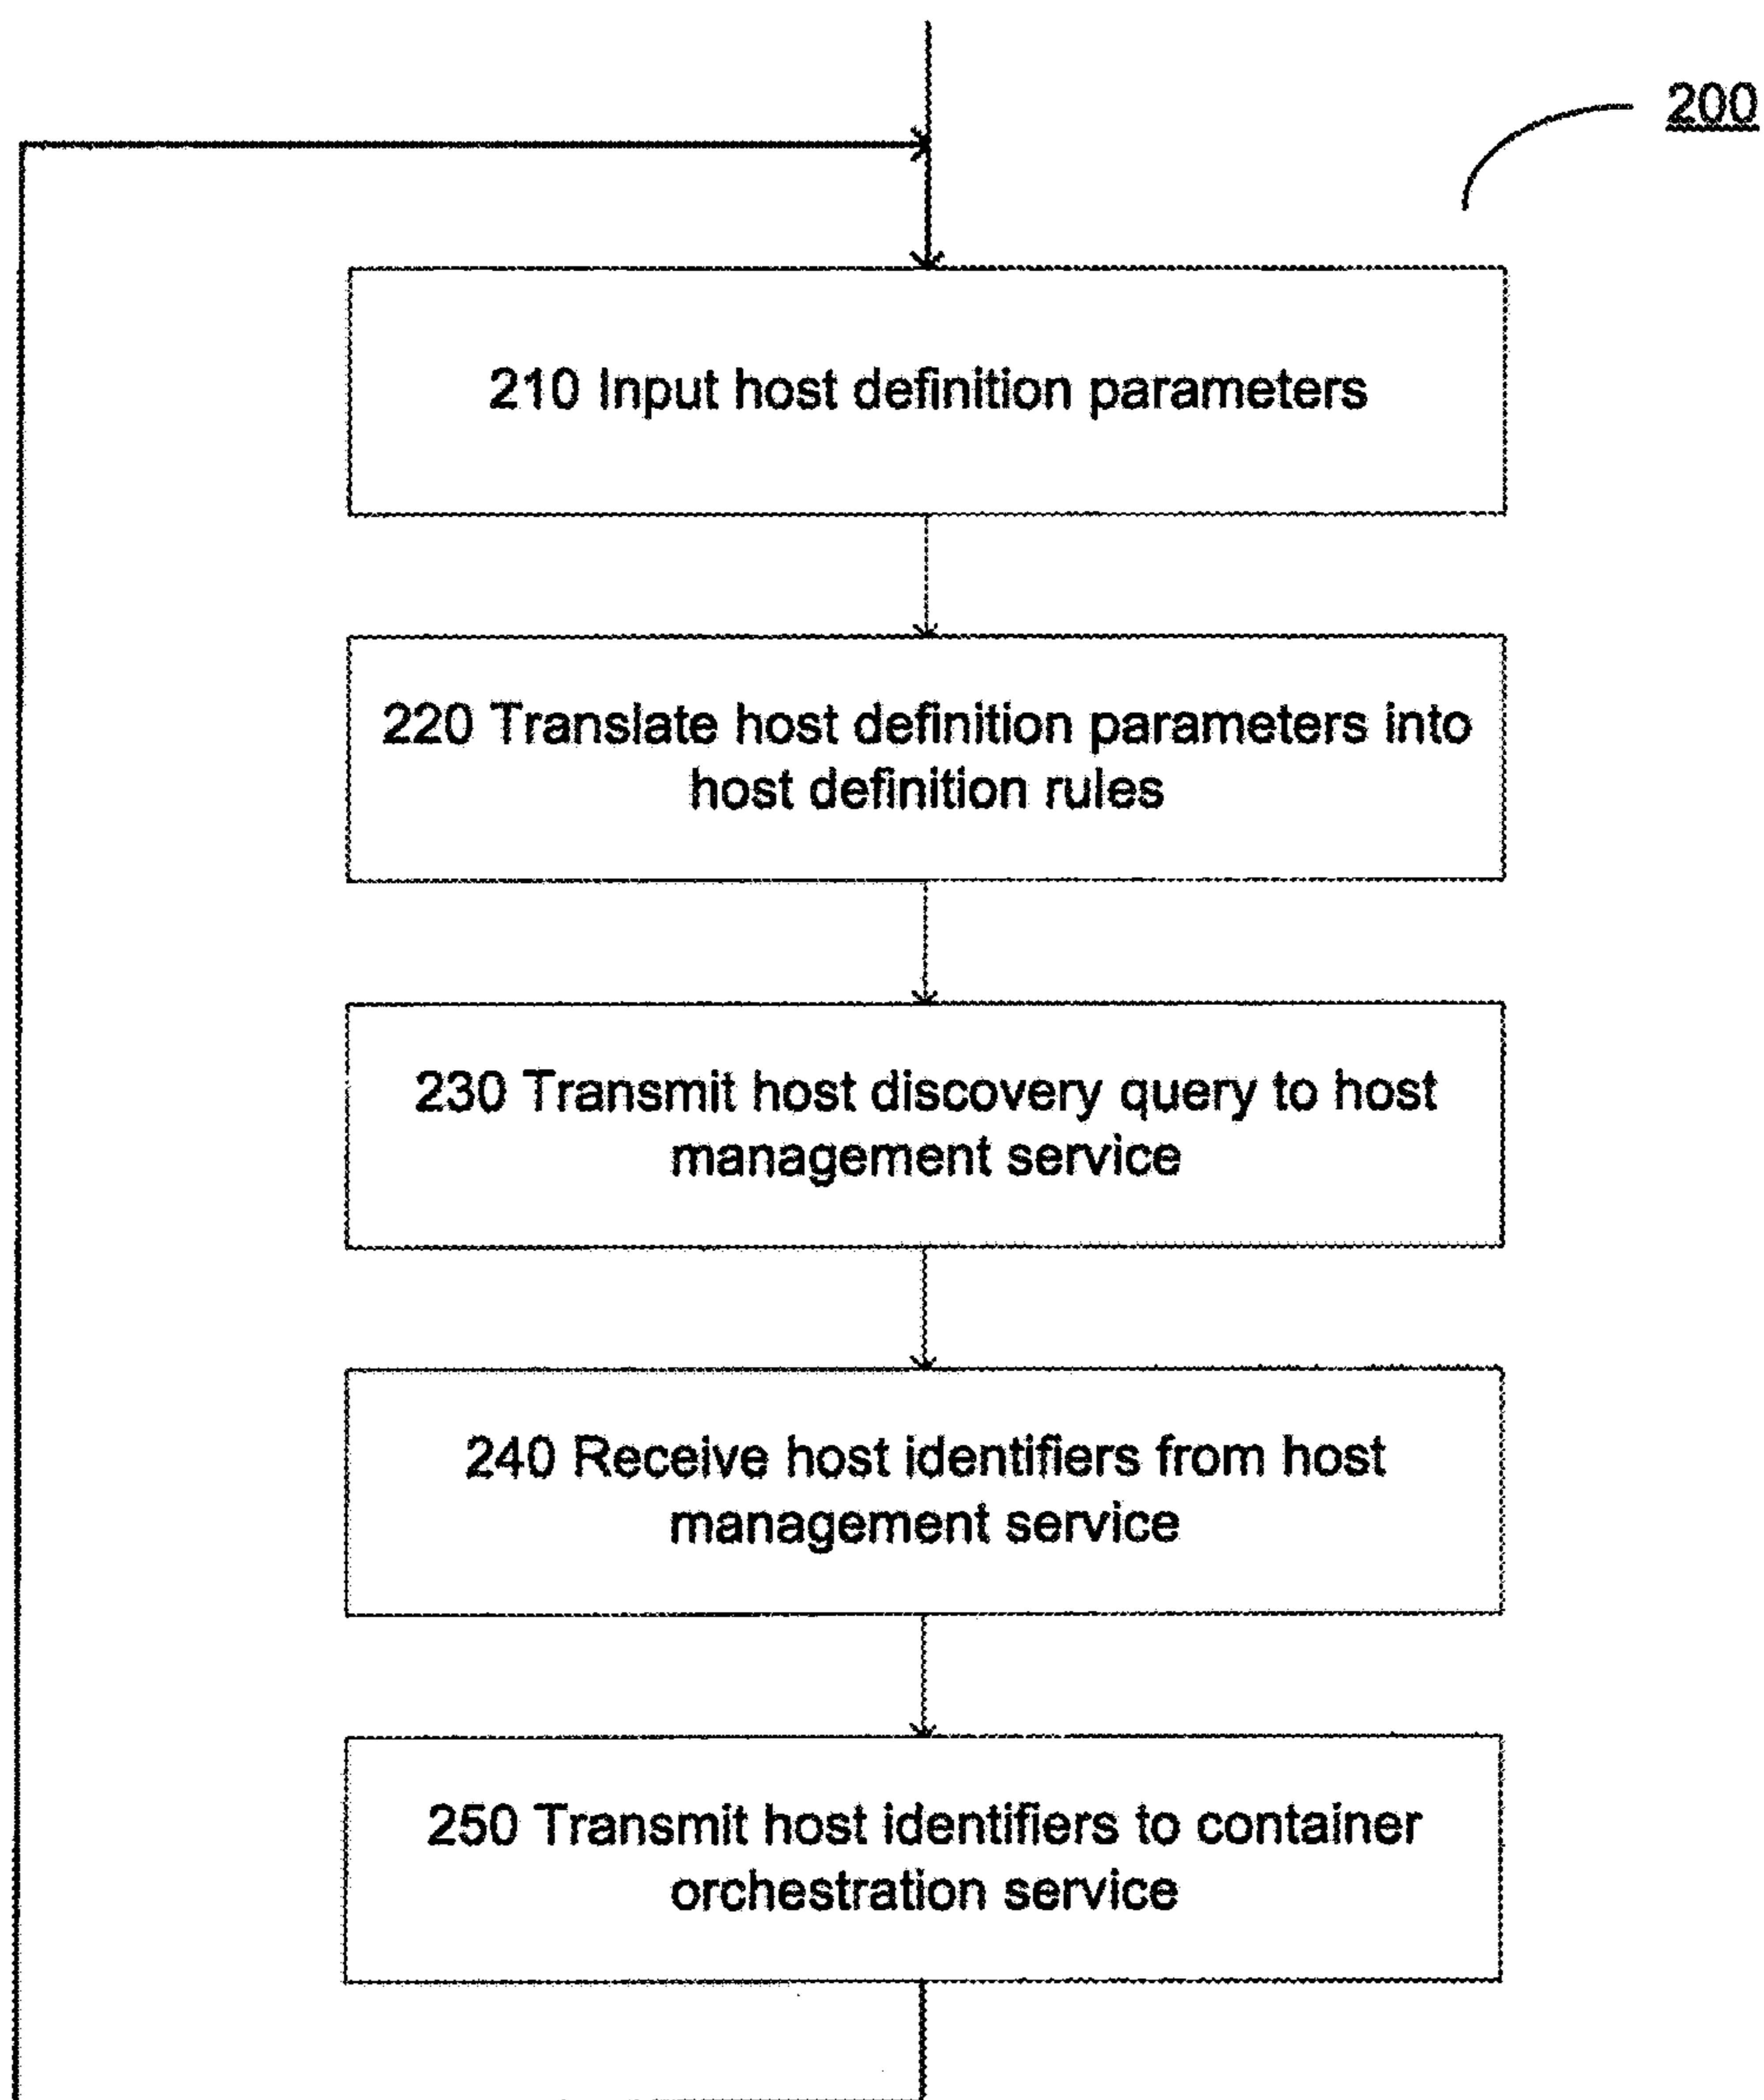 200
210 Input host definition parameters
220 Translate host definition parameters into
host definition rules
230 Transmit host discovery query to host
management service
240 Receive host identifiers from host
management service
250 Transmit host identifiers to container
orchestration service